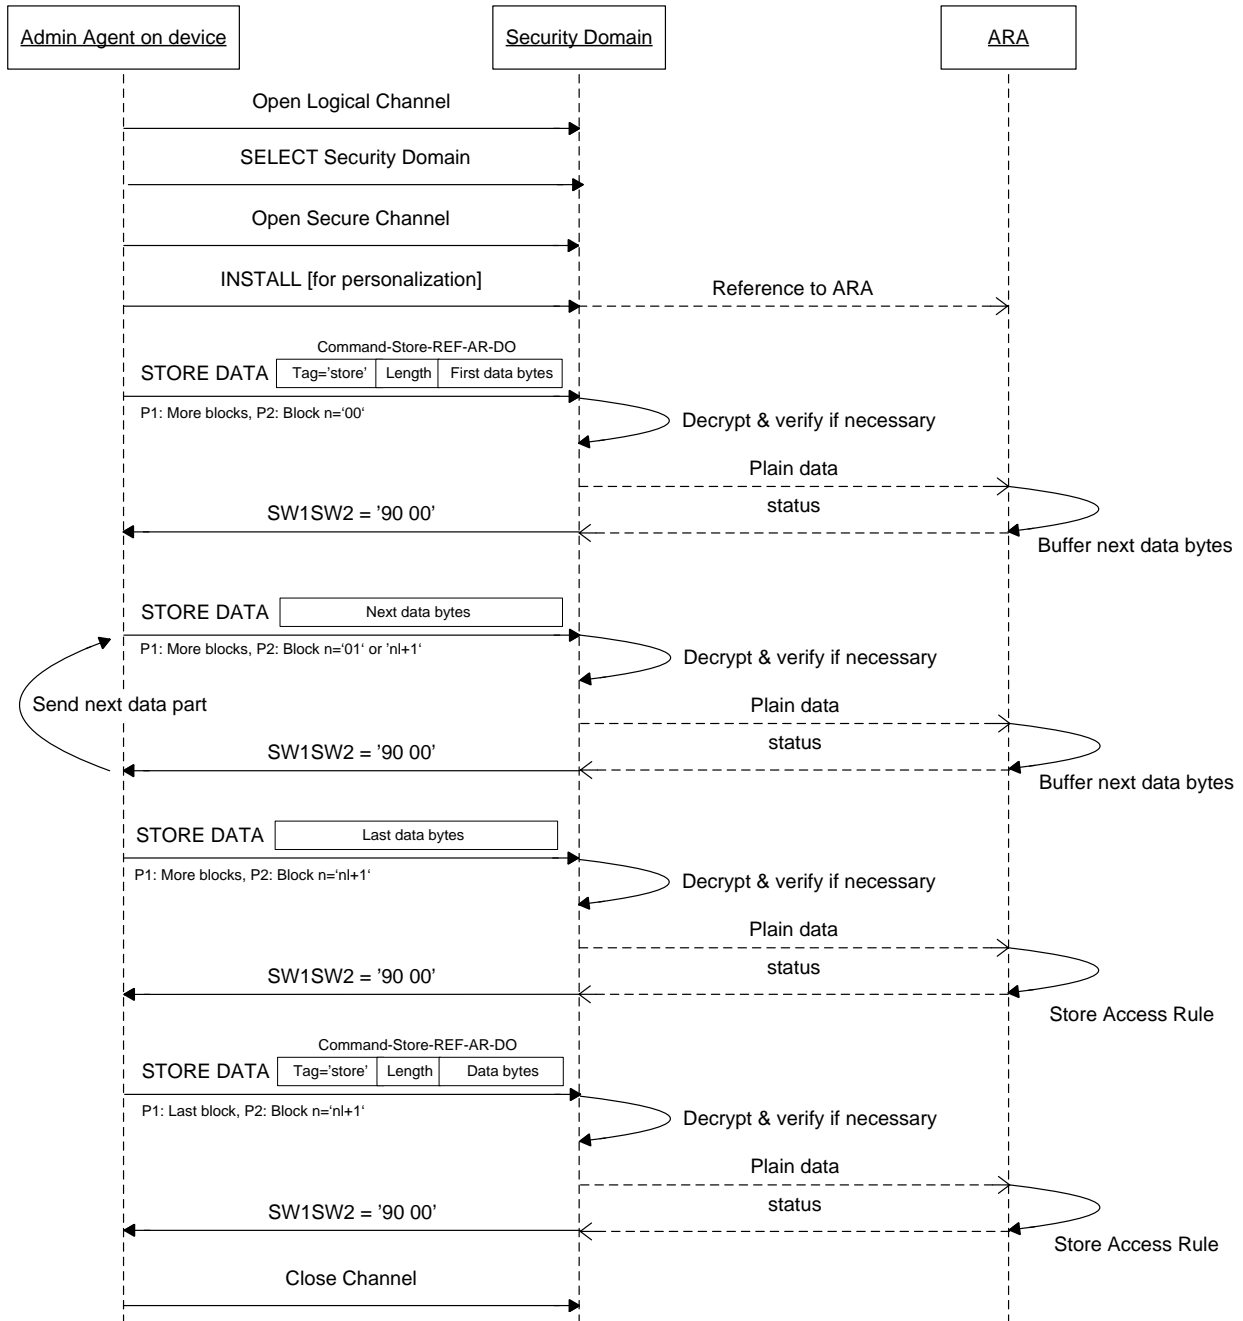 Admin Agent on device
Security Domain
ARA
Open Logical Channel
SELECT Security Domain
Open Secure Channel
INSTALL [for personalization]
Reference to ARA
Command-Store-REF-AR-DO
STORE DATA Tag=’store’ Length First data bytes
P1: More blocks, P2: Block n=‘00‘
Decrypt & verify if necessary
Plain data
status
SW1SW2 = ’90 00’
Buffer next data bytes
STORE DATA Next data bytes
P1: More blocks, P2: Block n=‘01‘ or ’nl+1‘
Decrypt & verify if necessary
Send next data part
Plain data
status
SW1SW2 = ’90 00’
Buffer next data bytes
STORE DATA Last data bytes
P1: More blocks, P2: Block n=‘nl+1‘
Decrypt & verify if necessary
Plain data
status
SW1SW2 = ’90 00’
Store Access Rule
Command-Store-REF-AR-DO
STORE DATA Tag=’store’ Length Data bytes
P1: Last block, P2: Block n=‘nl+1‘
Decrypt & verify if necessary
Plain data
status
SW1SW2 = ’90 00’
Store Access Rule
Close Channel